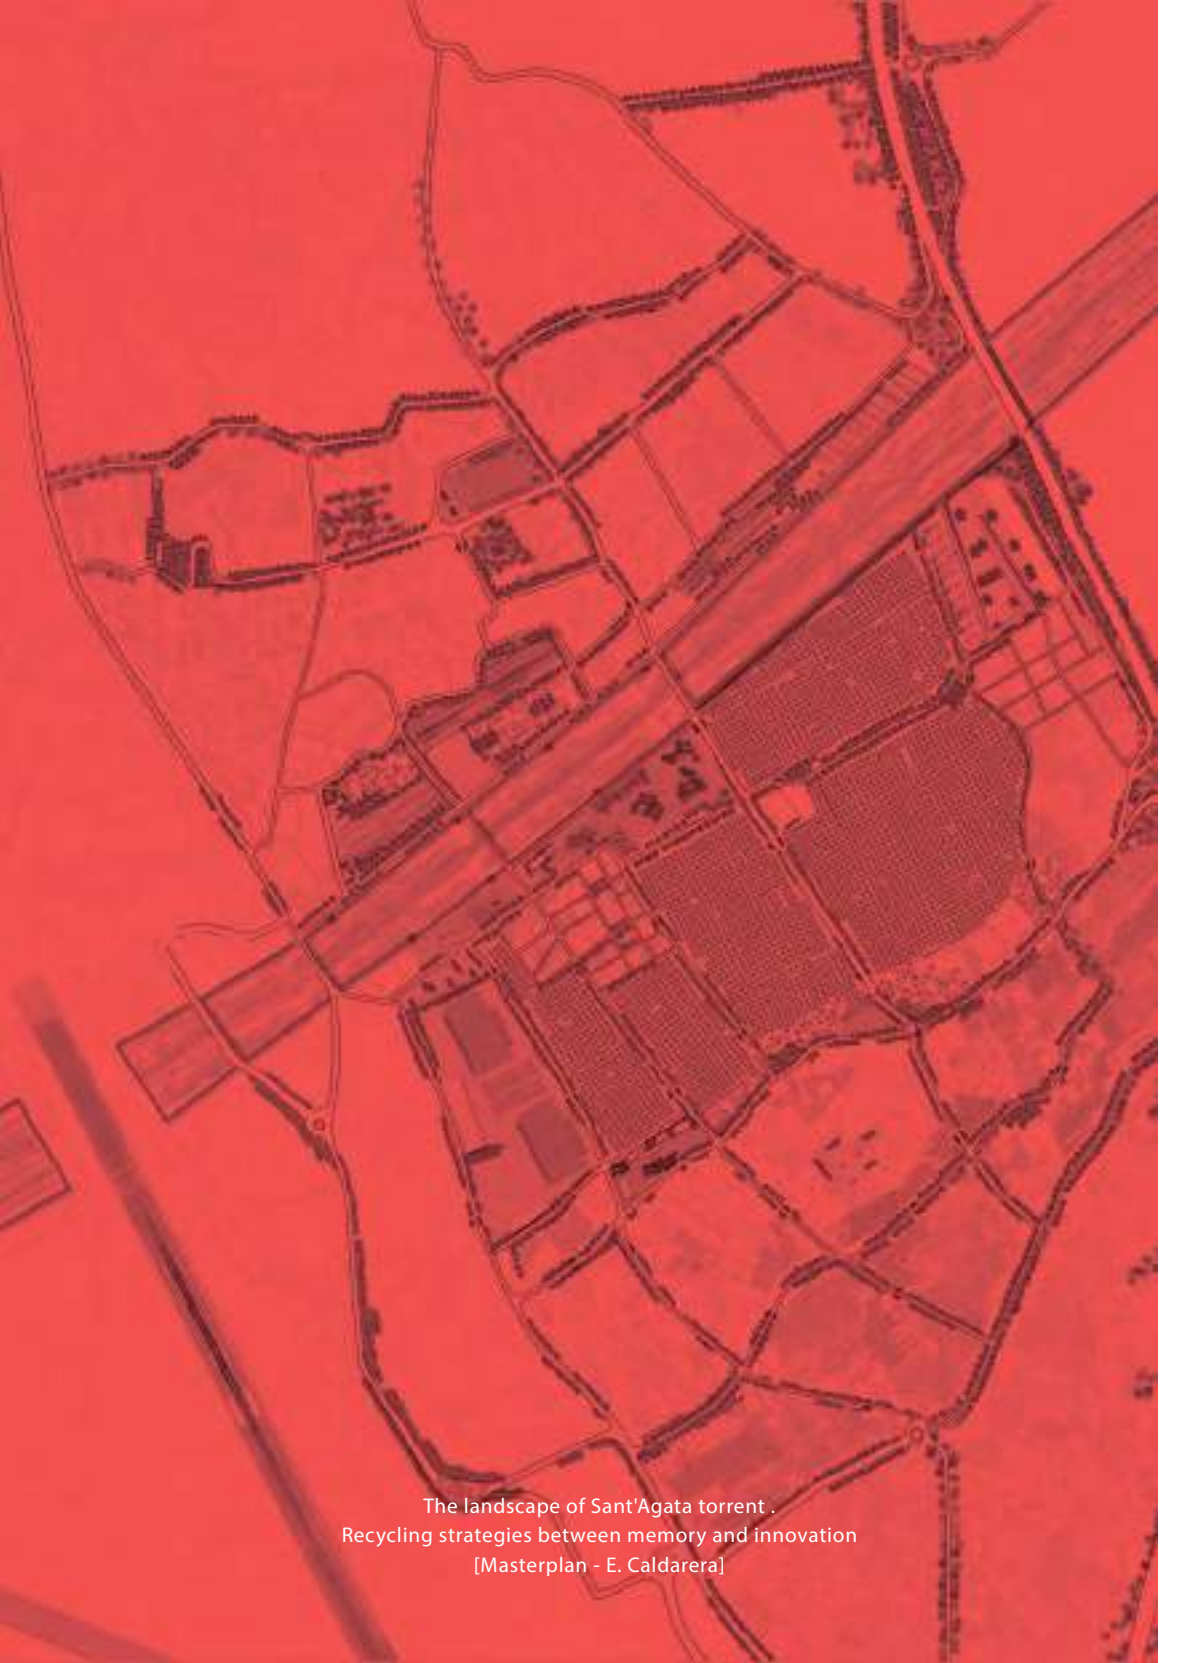 The landscape of Sant'Agata torrent .
Recycling strategies between memory and innovation
[Masterplan - E. Caldarera]